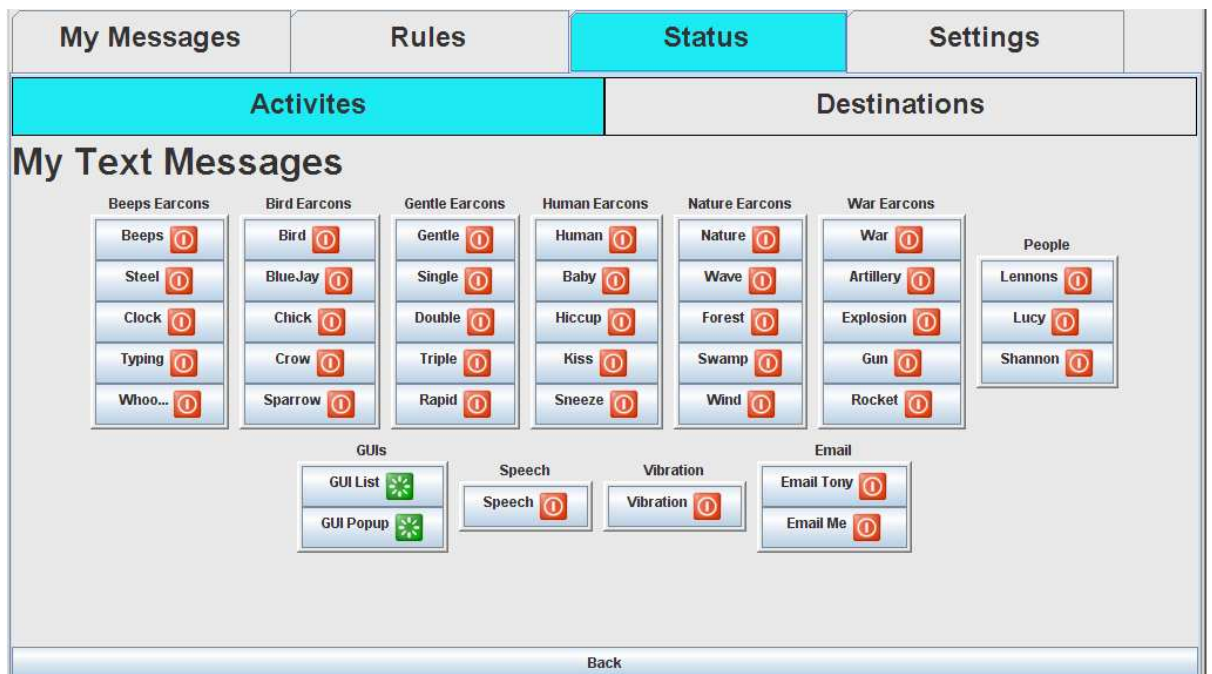 My Messages Rules Status Settings
Activites Destinations
My Text Messages
Beeps Earcons Bird Earcons Gentle Earcons Human Earcons Nature Earcons War Earcons
Beeps Bird Gentle Human Nature War People
Steel BlueJay Single Baby Wave Artillery Lennons
Clock Chick Double Hiccup Forest Explosion Lucy
Typing Crow Triple Kiss Swamp Gun Shannon
Whoo... Sparrow Rapid Sneeze Wind Rocket
GUIs Speech Vibration Email
GUI List Speech Vibration Email Tony
GUI Popup Email Me
Back